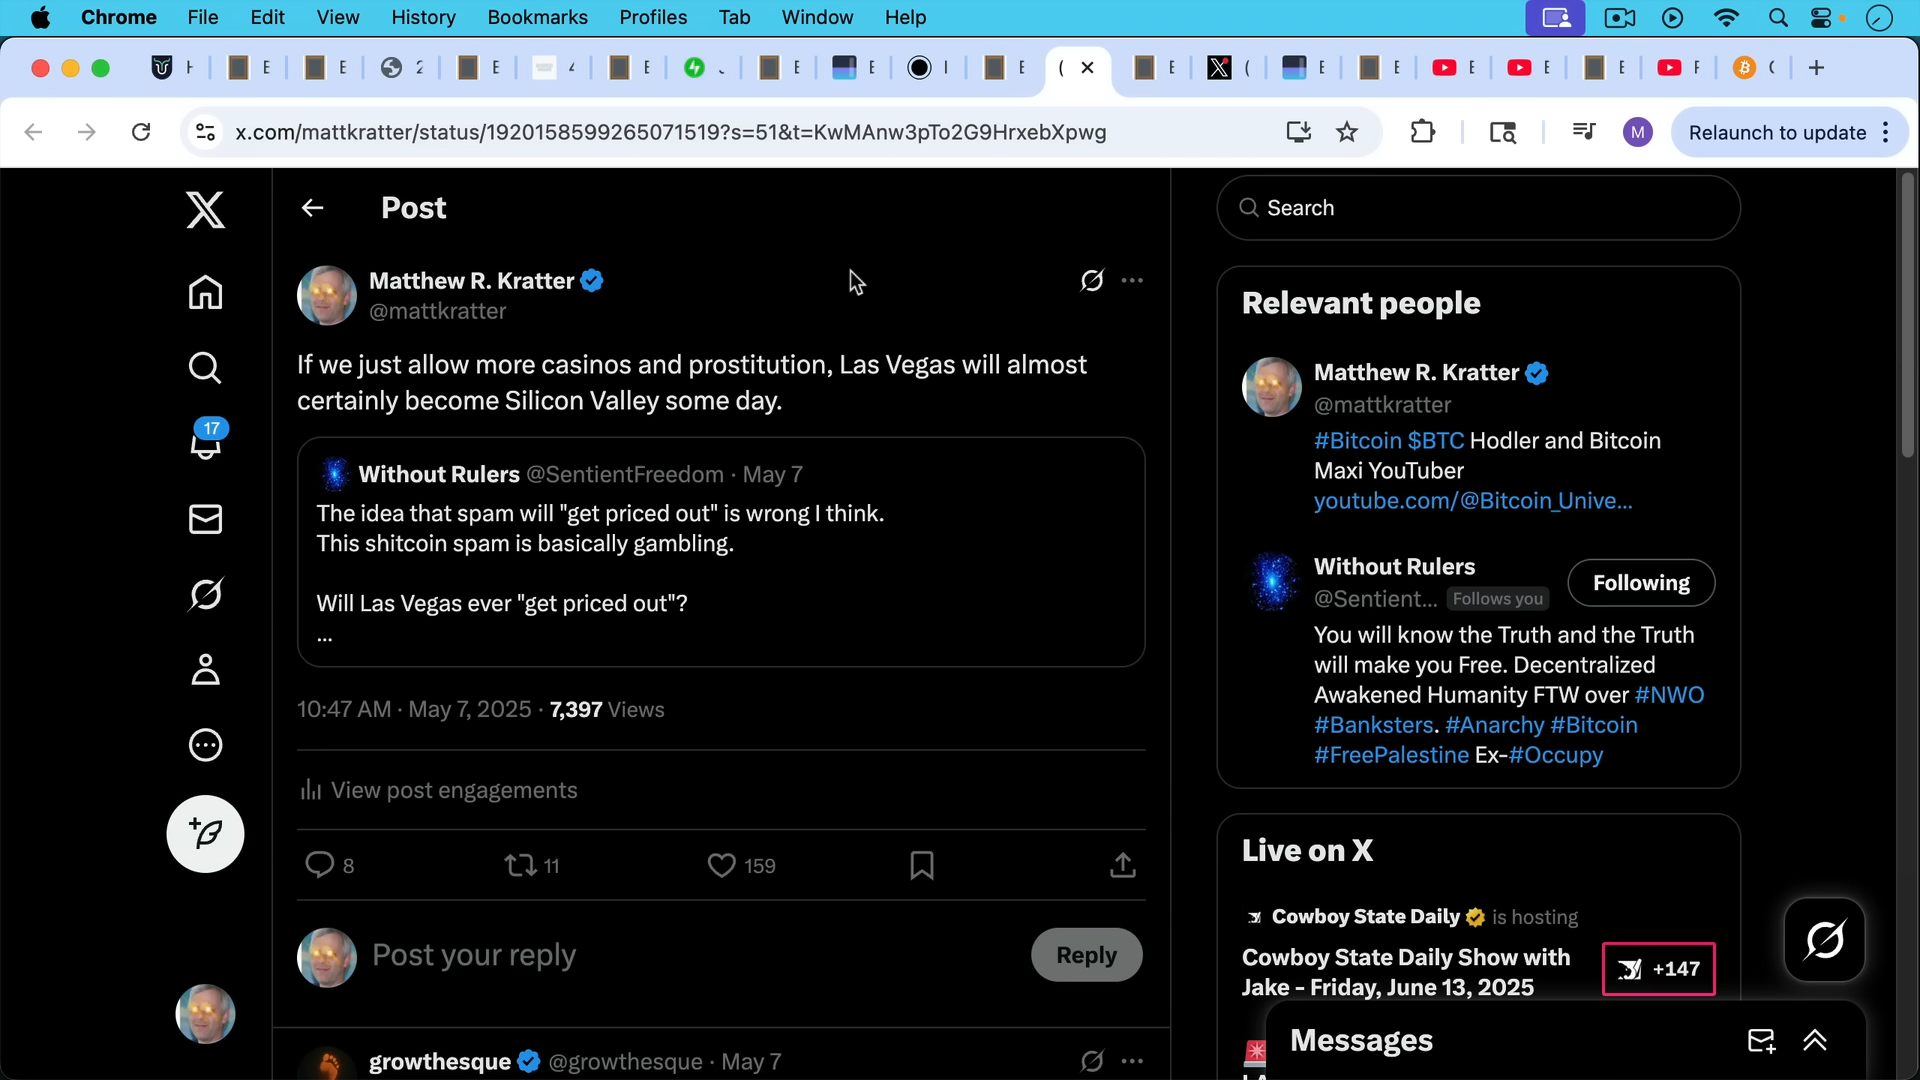 Chrome File Edit View History Bookmarks Profiles Tab Window Help
x.com/mattkratter/status/1920158599265071519?s=51&t=KwMAnw3pTo2G9HrxebXpwg
M
Relaunch to update
Post
Matthew R. Kratter
@mattkratter
If we just allow more casinos and prostitution, Las Vegas will almost
certainly become Silicon Valley some day.
Without Rulers @SentientFreedom · May 7
The idea that spam will "get priced out" is wrong I think.
This shitcoin spam is basically gambling.
Will Las Vegas ever "get priced out"?
...
10:47 AM · May 7, 2025 · 7,397 Views
View post engagements
8 11 159
Post your reply
Reply
growthesque @growthesque · May 7
17
Search
Relevant people
Matthew R. Kratter
@mattkratter
#Bitcoin $BTC Hodler and Bitcoin
Maxi YouTuber
youtube.com/@Bitcoin_Unive...
Without Rulers
@Sentient... Follows you
Following
You will know the Truth and the Truth
will make you Free. Decentralized
Awakened Humanity FTW over #NWO
#Banksters. #Anarchy #Bitcoin
#FreePalestine Ex-#Occupy
Live on X
Cowboy State Daily is hosting
Cowboy State Daily Show with
Jake - Friday, June 13, 2025
+147
Messages